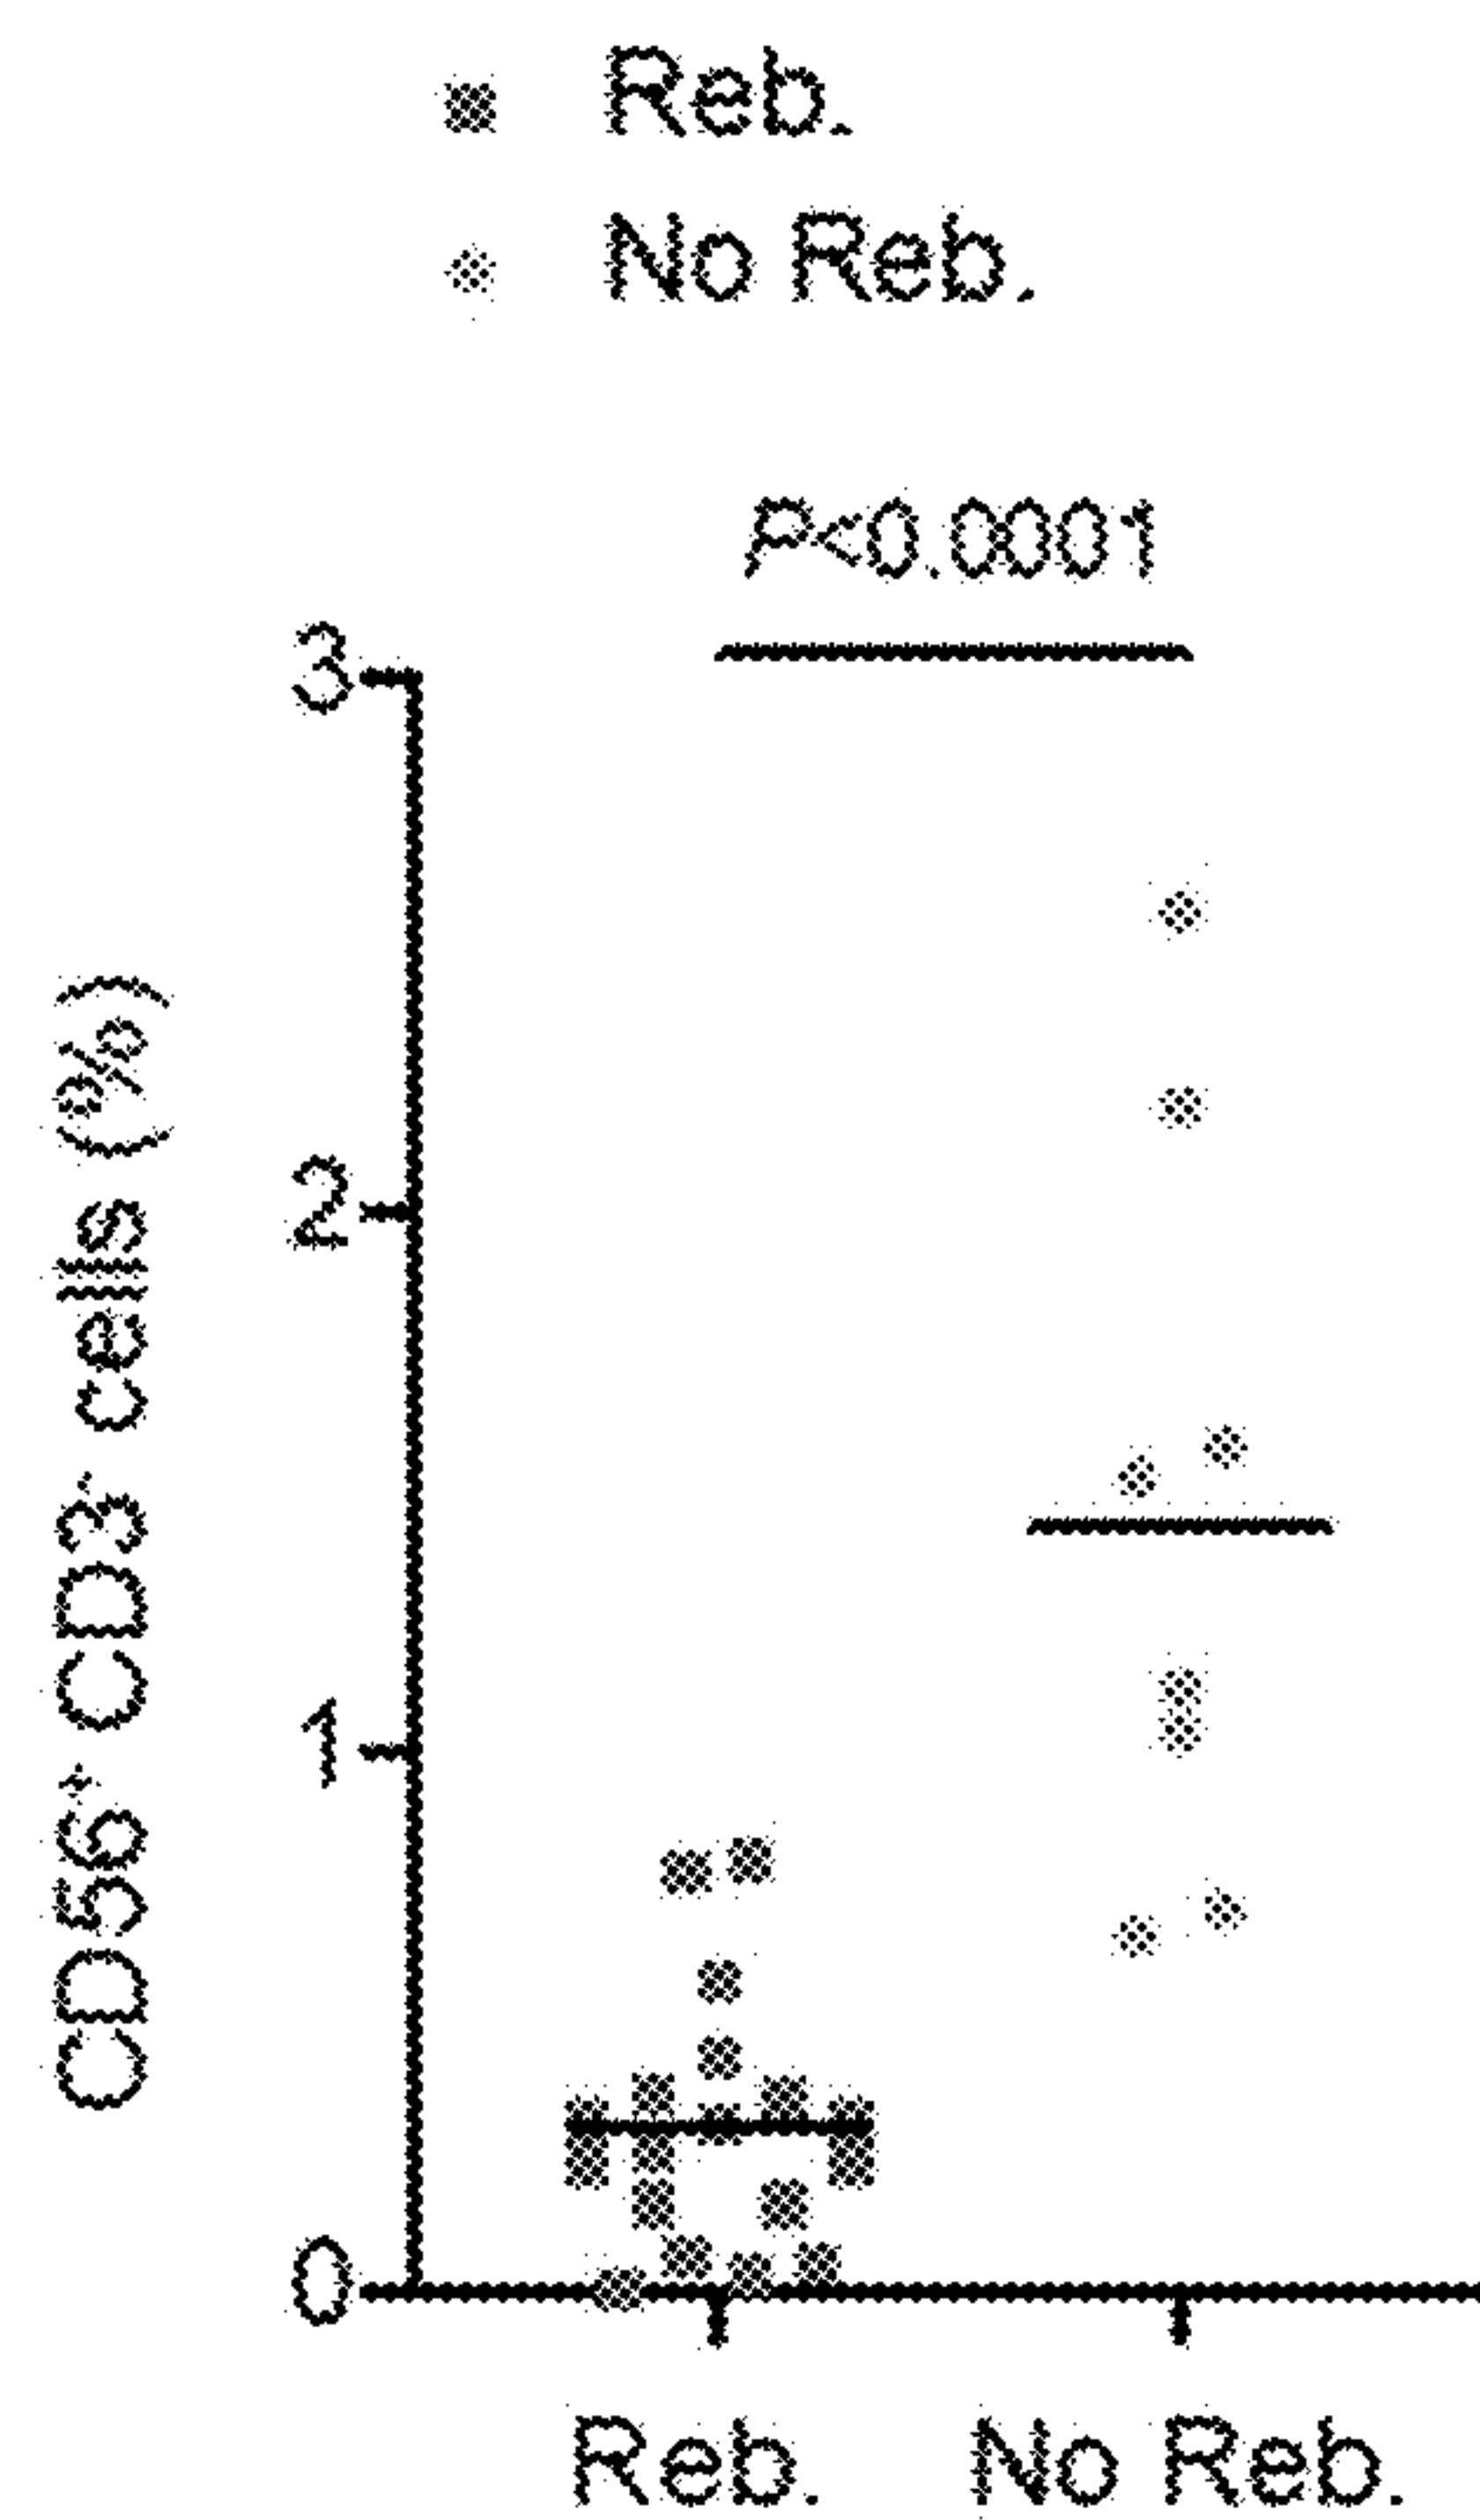 Reb.
No Reb.
P<0.0001
3
2
1
0
CD56⁺ CD3⁻ cells (%)
Reb. No Reb.